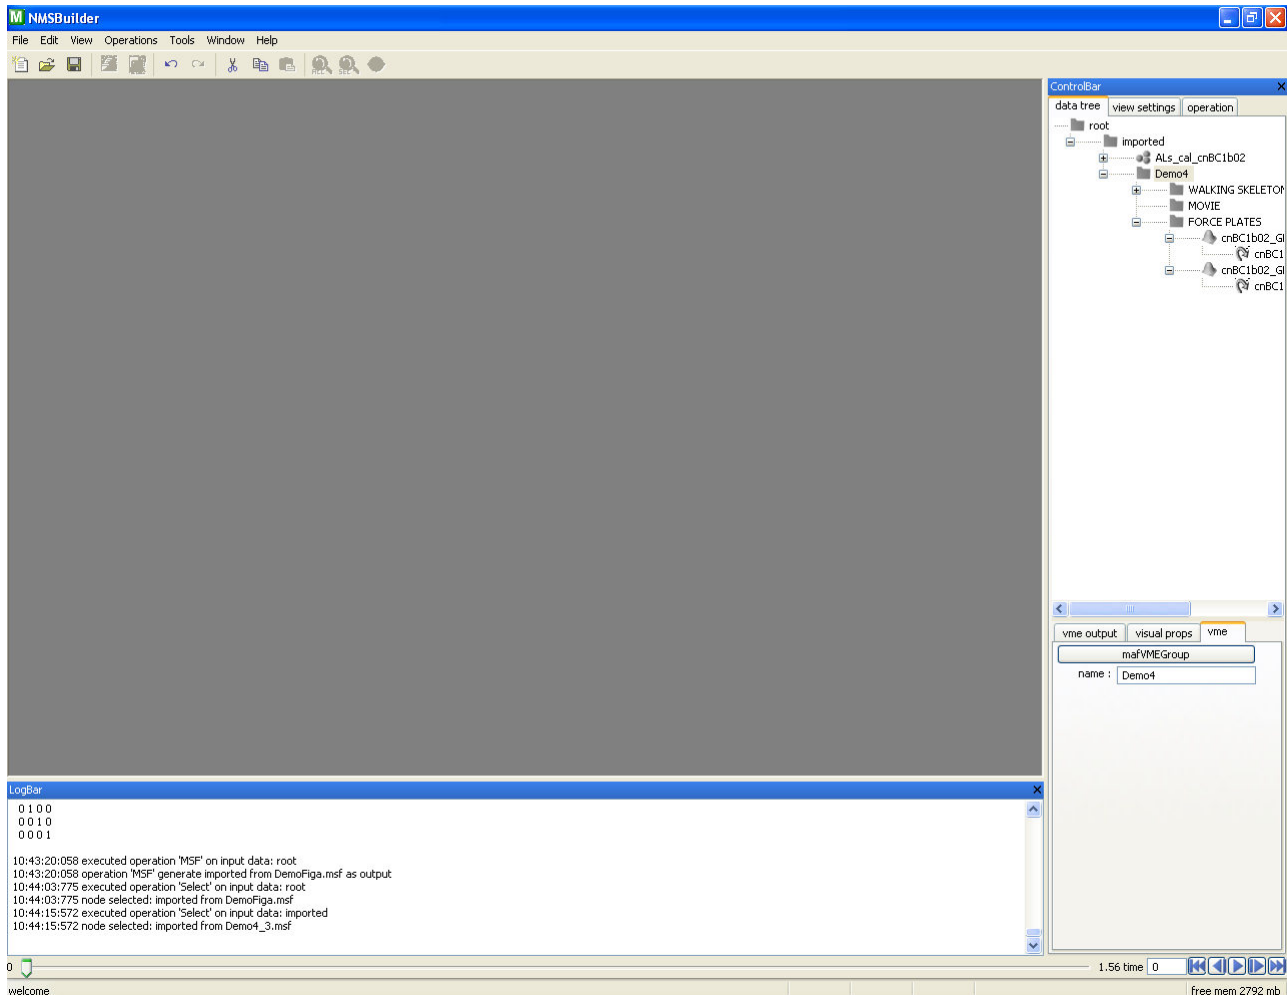 NMSBuilder
File Edit View Operations Tools Window Help
ControlBar
data tree view settings operation
root
imported
ALs_cal_cnBC1b02
Demo4
WALKING SKELETON
MOVIE
FORCE PLATES
cnBC1b02_G
cnBC1
cnBC1b02_G
cnBC1
vme output visual props vme
mafVMEGroup
name : Demo4
LogBar
0 1 0 0
0 0 1 0
0 0 0 1
10:43:20:058 executed operation 'MSF' on input data: root
10:43:20:058 operation 'MSF' generate imported from DemoFiga.msf as output
10:44:03:775 executed operation 'Select' on input data: root
10:44:03:775 node selected: imported from DemoFiga.msf
10:44:15:572 executed operation 'Select' on input data: imported
10:44:15:572 node selected: imported from Demo4_3.msf
0 1.56 time 0
welcome free mem 2792 mb